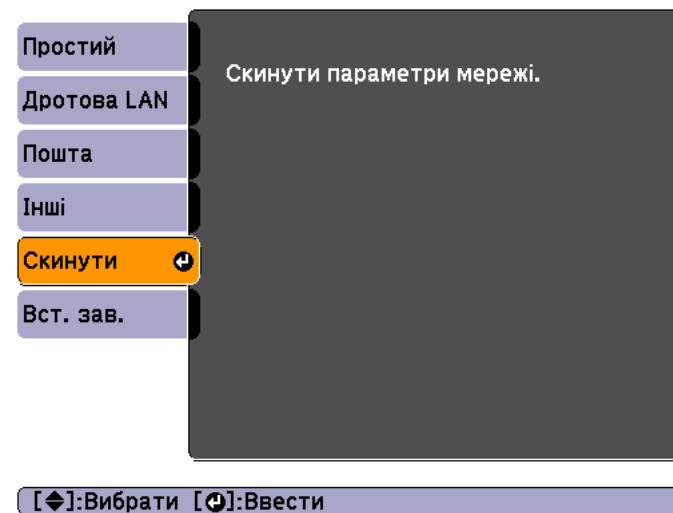 Простий
Дротова LAN
Пошта
Інші
Скинути
Вст. зав.
Скинути параметри мережі.
[◆]:Вибрати [⏎]:Ввести